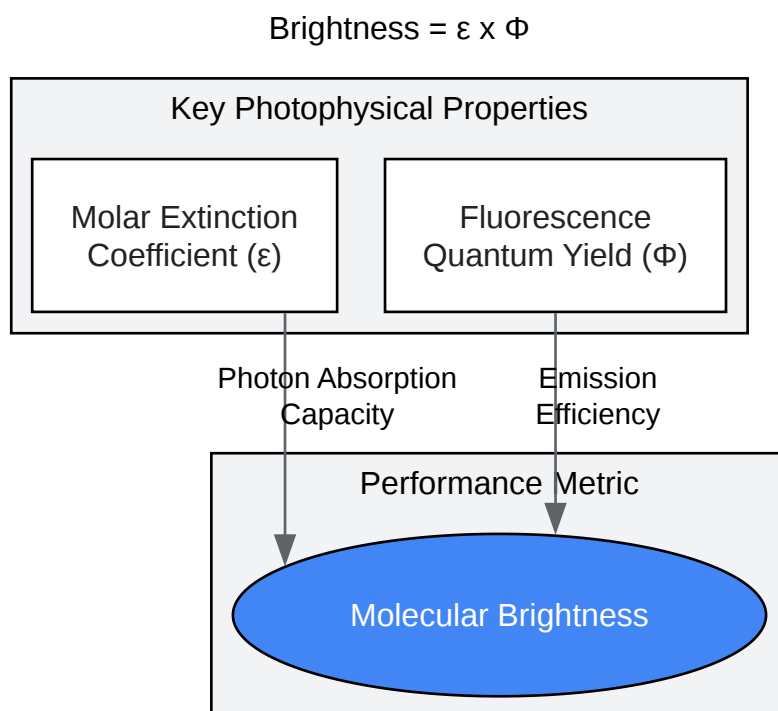 Brightness = ε x Φ
Key Photophysical Properties
Molar Extinction
Coefficient (ε)
Fluorescence
Quantum Yield (Φ)
Photon Absorption
Capacity
Emission
Efficiency
Performance Metric
Molecular Brightness